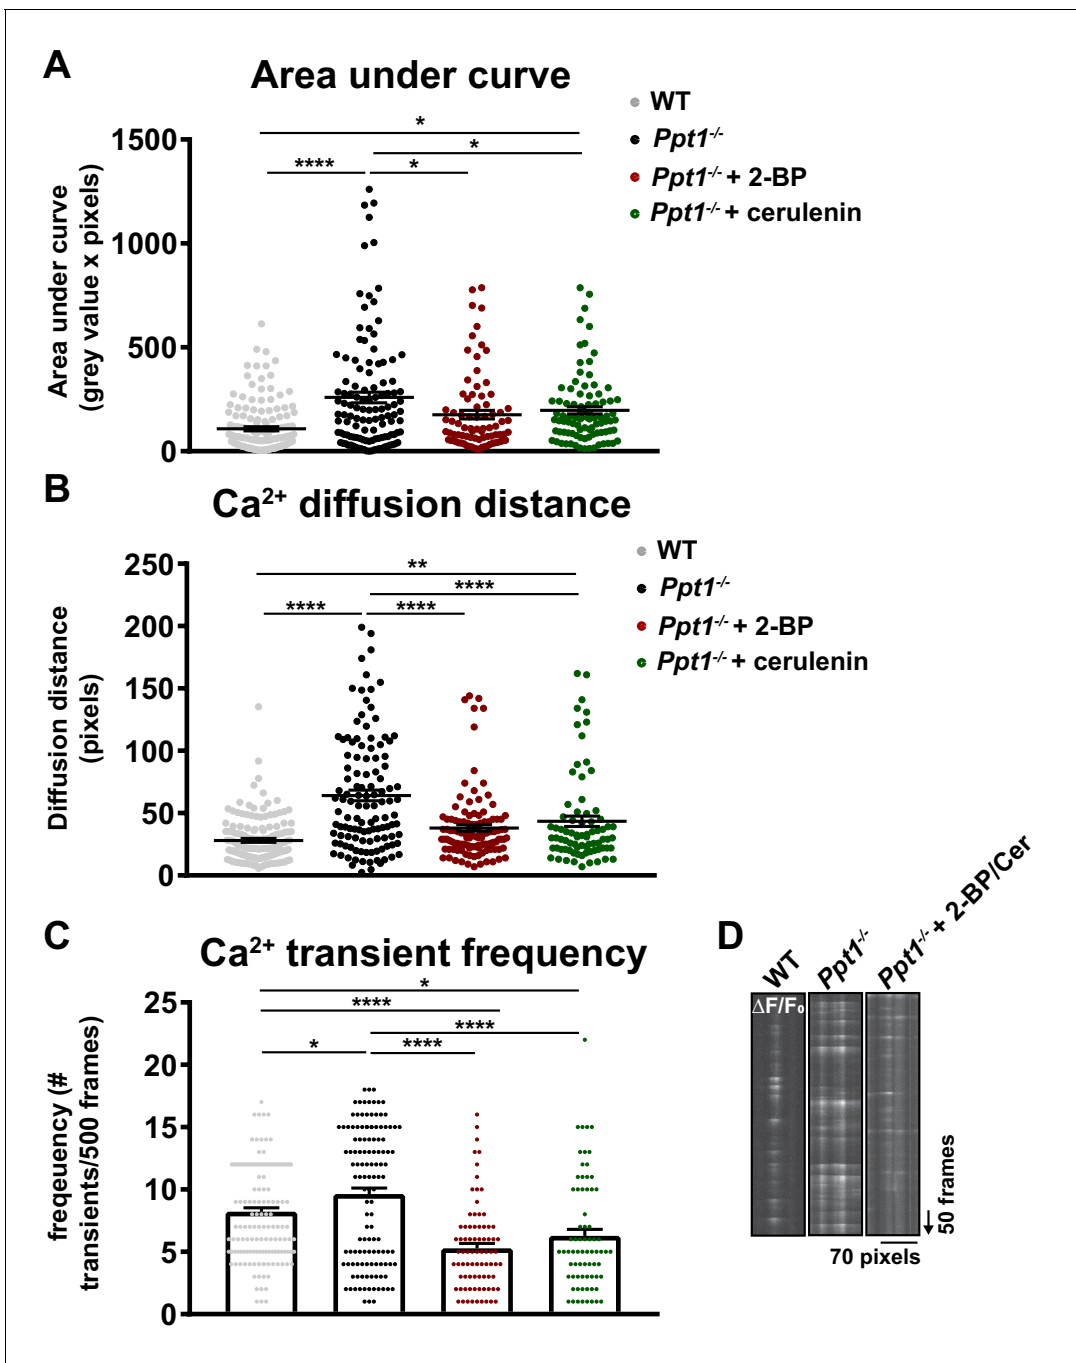 A
Area under curve
WT
Ppt1-/-
Ppt1-/- + 2-BP
Ppt1-/- + cerulenin
Area under curve
(grey value x pixels)
1500
1000
500
0
*
*
**** *
B
Ca2+ diffusion distance
WT
Ppt1-/-
Ppt1-/- + 2-BP
Ppt1-/- + cerulenin
Diffusion distance
(pixels)
250
200
150
100
50
0
**
****
**** ****
C
Ca2+ transient frequency
freqeuency (#
transients/500 frames)
25
20
15
10
5
0
*
****
****
* ****
D
WT
Ppt1-/-
Ppt1-/- + 2-BP/Cer
ΔF/F₀
50 frames
70 pixels